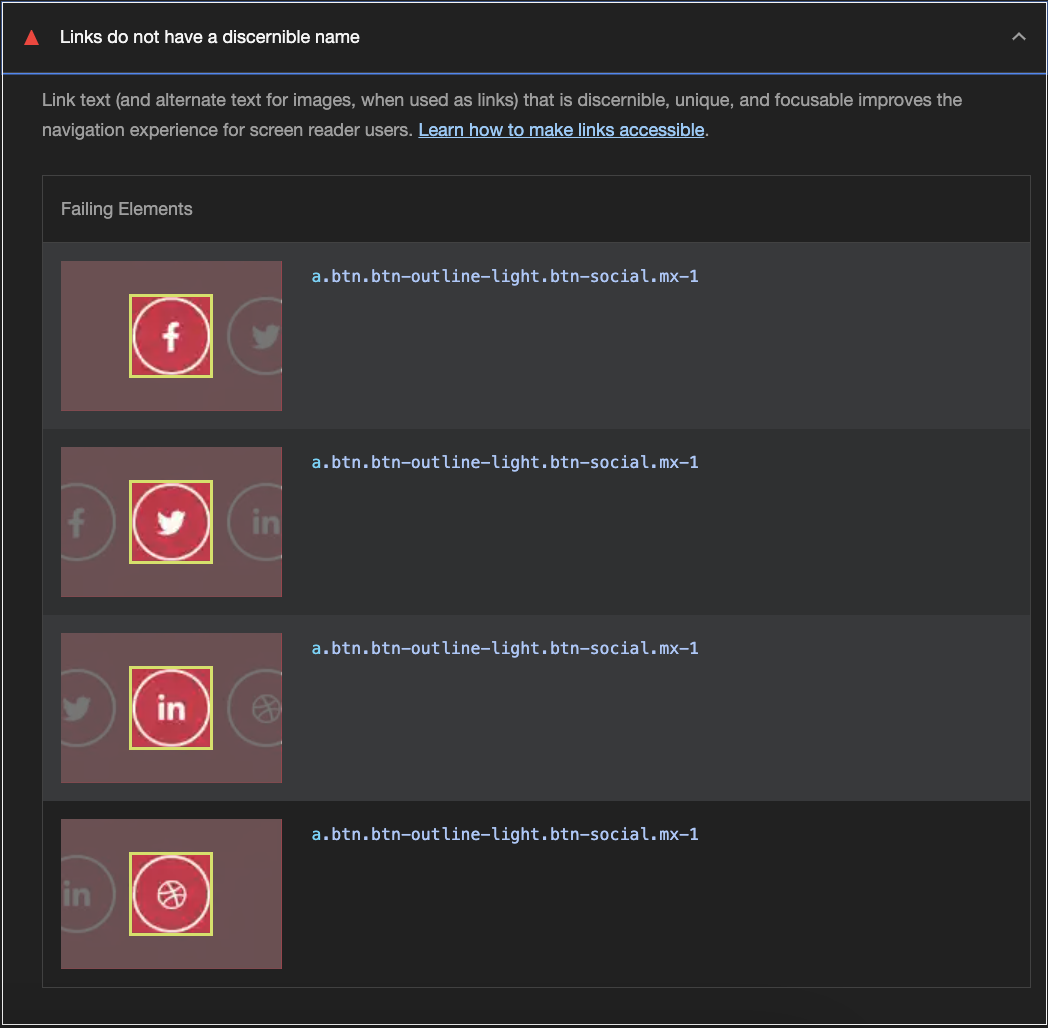 Links do not have a discernible name
Link text (and alternate text for images, when used as links) that is discernible, unique, and focusable improves the
navigation experience for screen reader users. Learn how to make links accessible.
Failing Elements
a.btn.btn-outline-light.btn-social.mx-1
f
a.btn.btn-outline-light.btn-social.mx-1
f
in
a.btn.btn-outline-light.btn-social.mx-1
in
a.btn.btn-outline-light.btn-social.mx-1
in